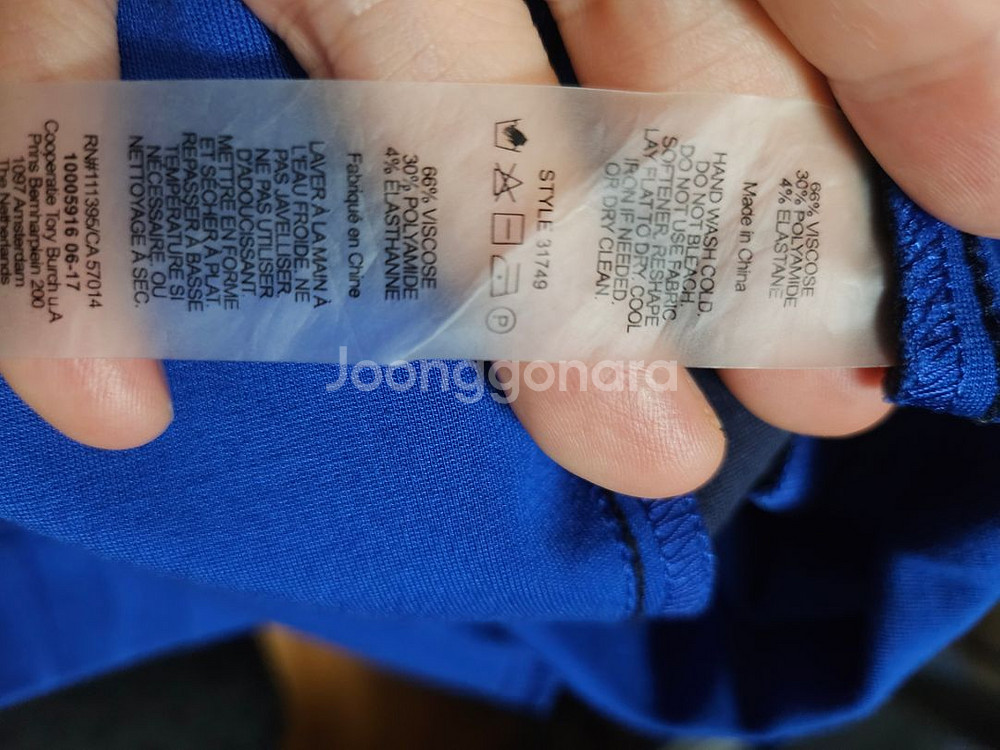 66% VISCOSE
30% POLYAMIDE
4% ELASTANE
Made in China
HAND WASH COLD.
DO NOT BLEACH.
DO NOT USE FABRIC
SOFTENER. RESHAPE
LAY FLAT TO DRY. COOL
IRON IF NEEDED.
OR DRY CLEAN.
STYLE 31749
P
66% VISCOSE
30% POLYAMIDE
4% ELASTHANNE
Fabriqué en Chine
LAVER À LA MAIN À
L'EAU FROIDE. NE
PAS JAVELLISER.
NE PAS UTILISER
D'ADOUCISSANT.
METTRE EN FORME
ET SÉCHER À PLAT
REPASSER À BASSE
TEMPÉRATURE SI
NÉCESSAIRE. OU
NETTOYAGE À SEC.
RN#111395/CA 57014
10005916 06-17
Cooperatie Tory Burch u.A
Prins Bernhardplein 200
1097 Amsterdam
The Netherlands
Joonggonara